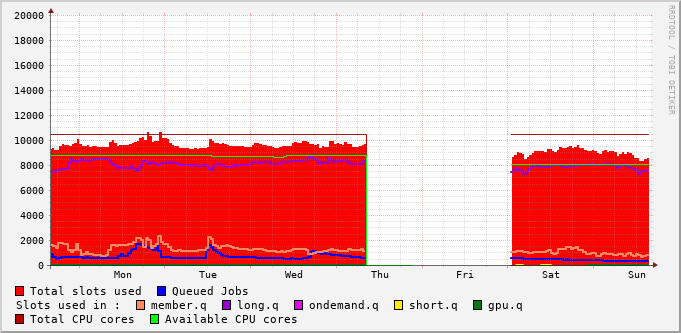 20000
18000
16000
14000
12000
10000
8000
6000
4000
2000
0
Mon Tue Wed Thu Fri Sat Sun
Total slots used Queued Jobs
Slots used in : member.q long.q ondemand.q short.q gpu.q
Total CPU cores Available CPU cores
RRDTOOL / TOBI OETIKER